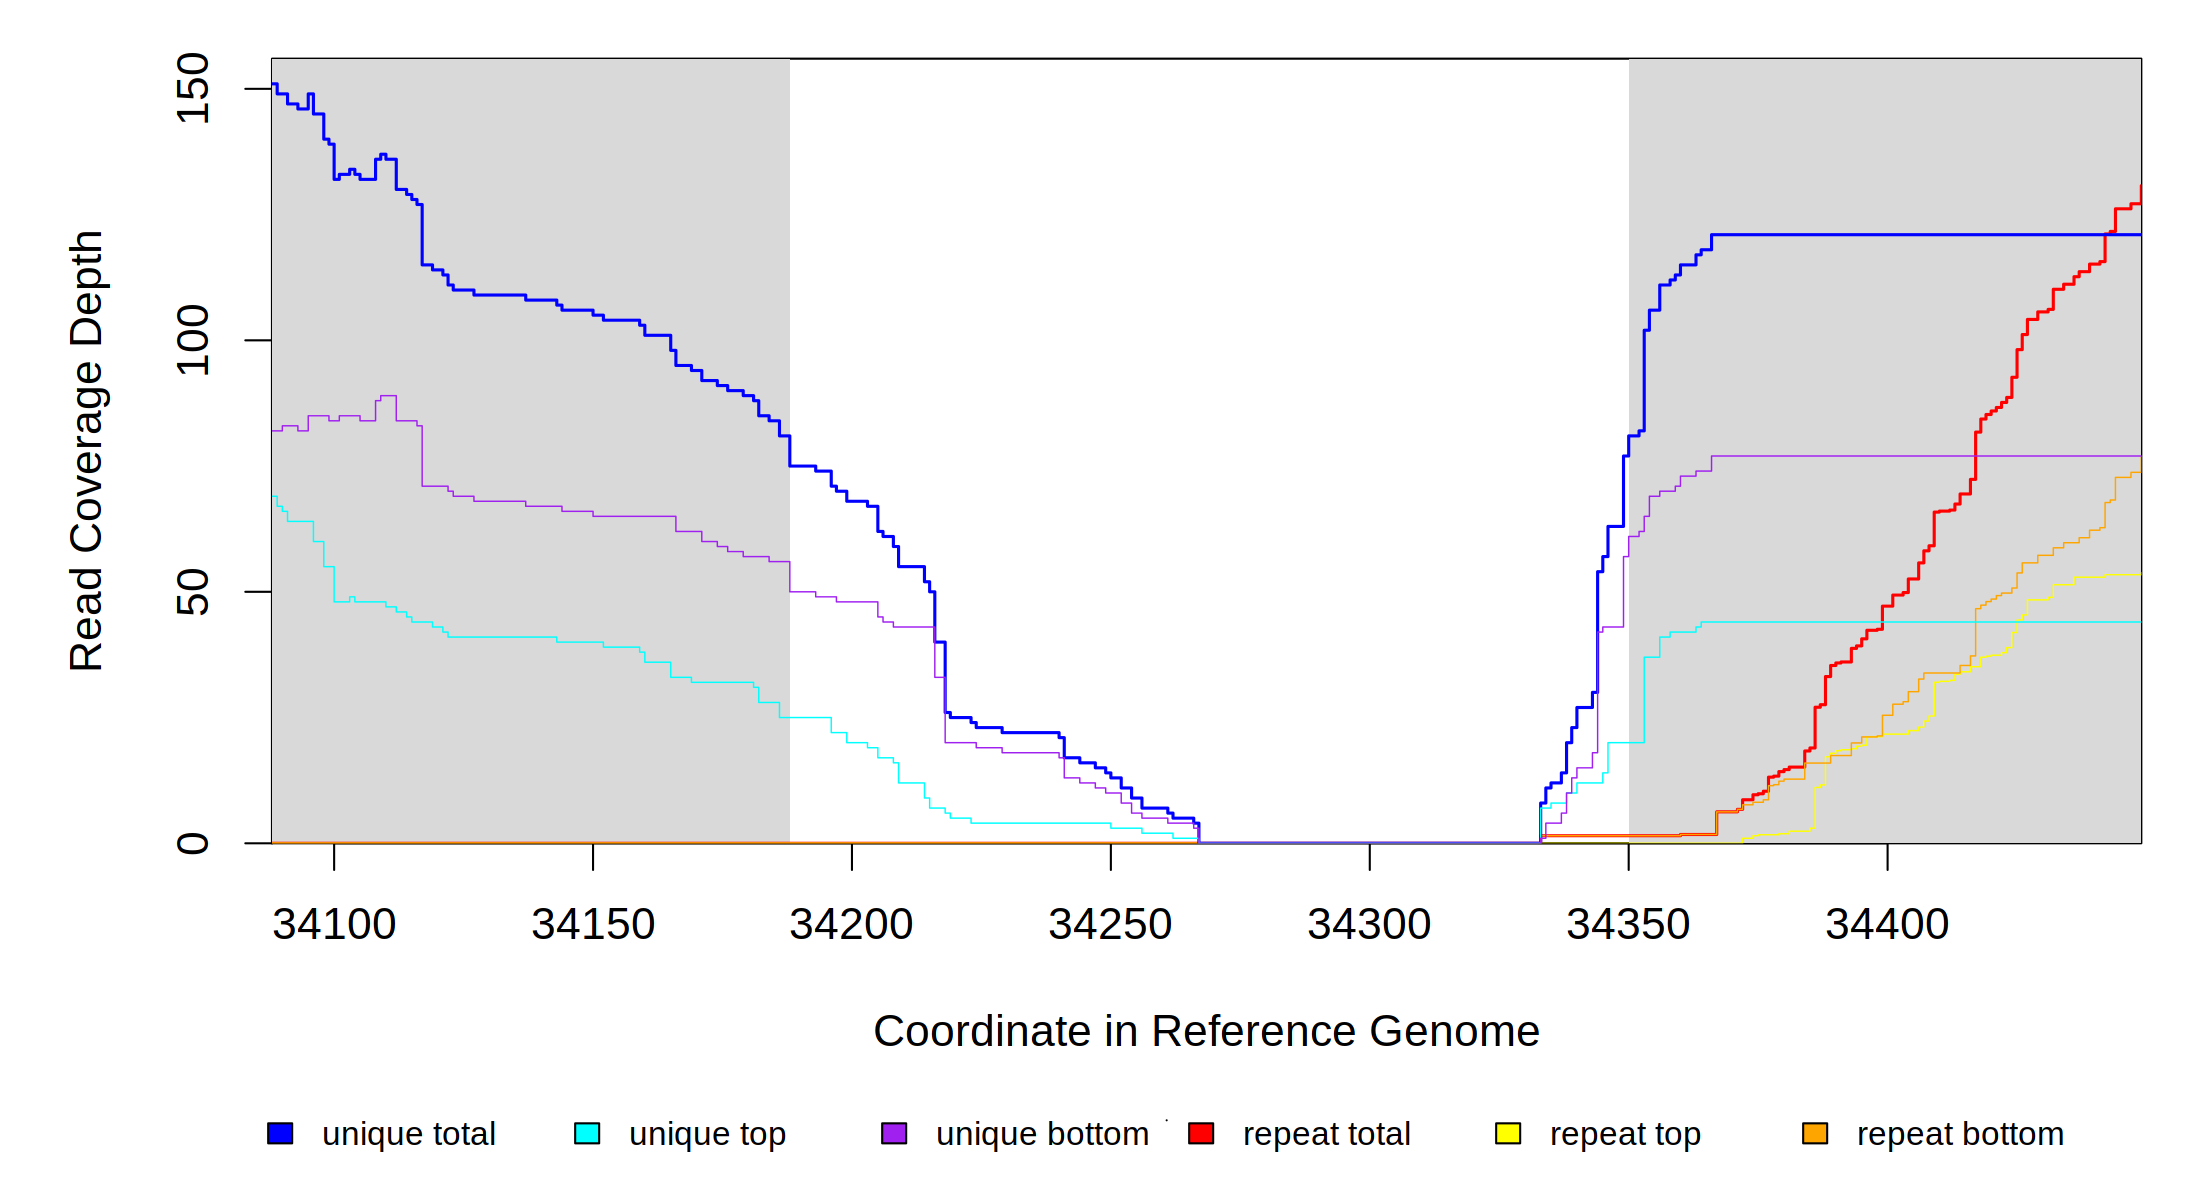 150
100
50
0
Read Coverage Depth
34100 34150 34200 34250 34300 34350 34400
Coordinate in Reference Genome
unique total unique top unique bottom repeat total repeat top repeat bottom